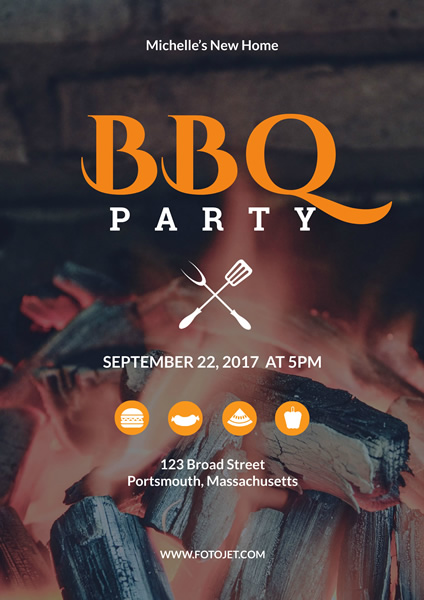 Michelle's New Home
BBQ
PARTY
SEPTEMBER 22, 2017 AT 5PM
123 Broad Street
Portsmouth, Massachusetts
WWW.FOTOJET.COM